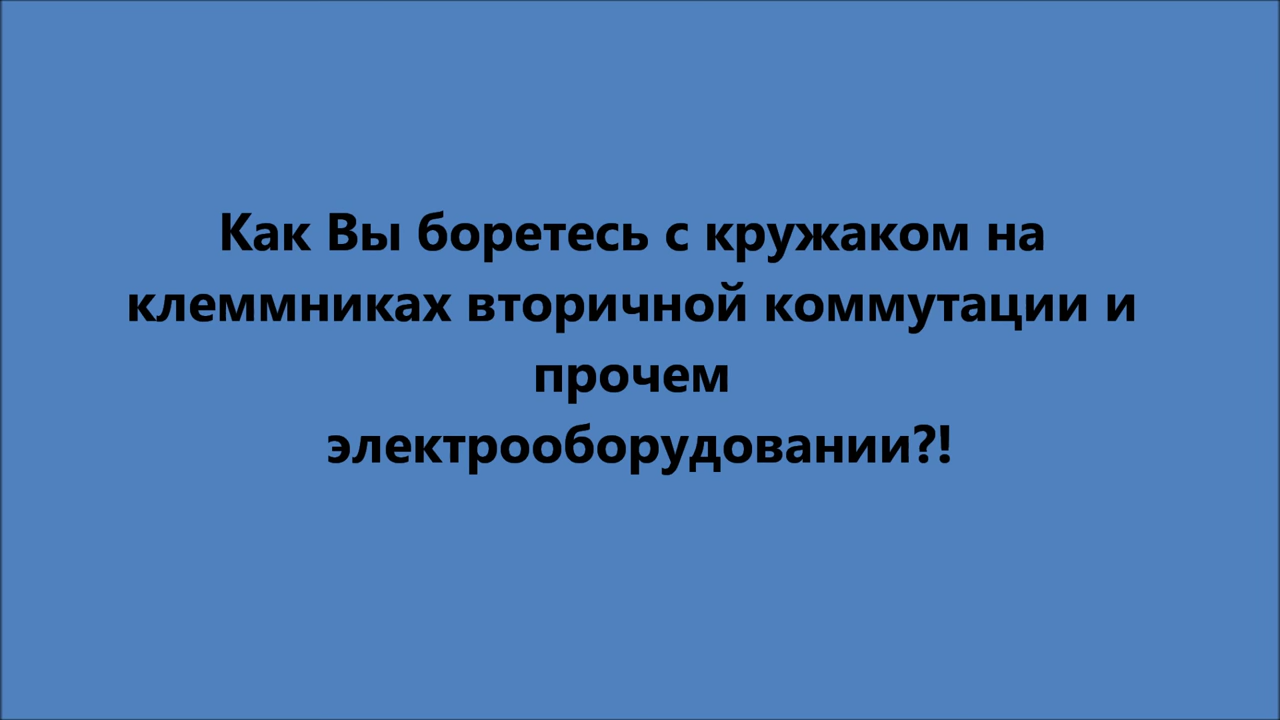 Как Вы боретесь с кружаком на
клеммниках вторичной коммутации и
прочем
электрооборудовании?!